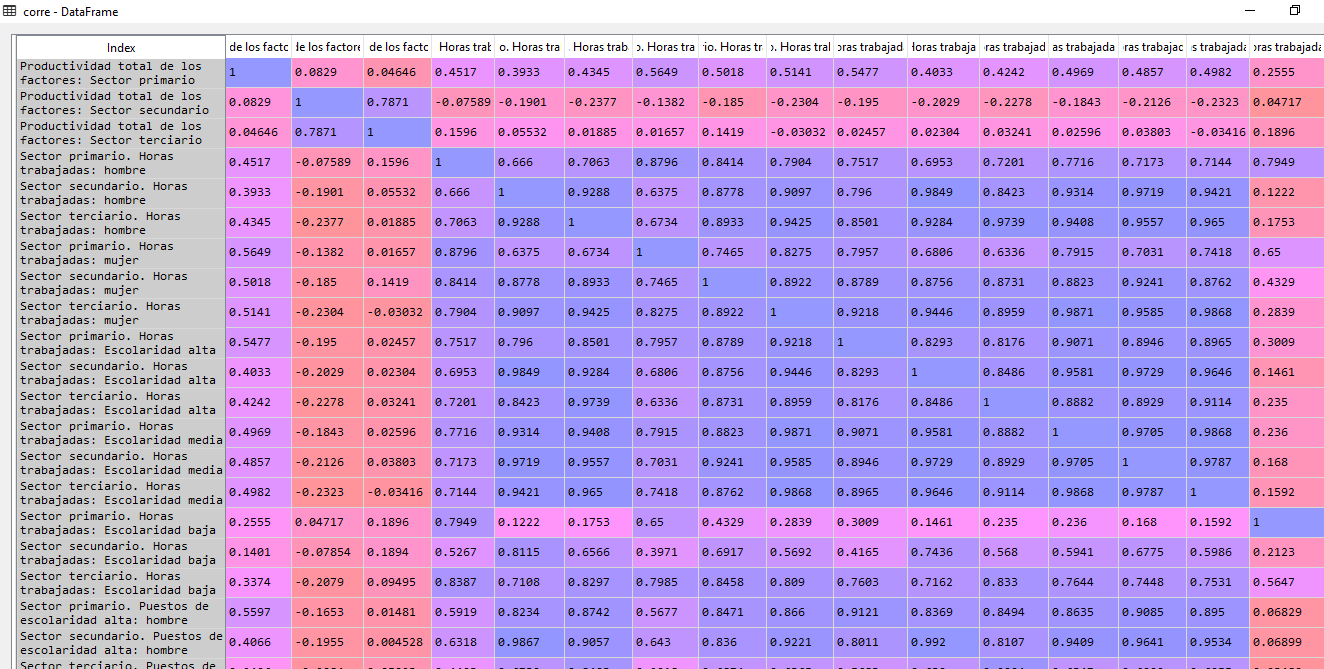 corre - DataFrame
Index de los facto de los factore de los facto Horas trat o. Horas tra . Horas trab o. Horas tra rio. Horas tr o. Horas tral oras trabajad Horas trabaja oras trabajad as trabajada oras trabajad s trabajada oras trabajada
Productividad total de los
factores: Sector primario
1 0.0829 0.04646 0.4517 0.3933 0.4345 0.5649 0.5018 0.5141 0.5477 0.4033 0.4242 0.4969 0.4857 0.4982 0.2555
Productividad total de los
factores: Sector secundario
0.0829 1 0.7871 -0.07589 -0.1901 -0.2377 -0.1382 -0.185 -0.2304 -0.195 -0.2029 -0.2278 -0.1843 -0.2126 -0.2323 0.04717
Productividad total de los
factores: Sector terciario
0.04646 0.7871 1 0.1596 0.05532 0.01885 0.01657 0.1419 -0.03032 0.02457 0.02304 0.03241 0.02596 0.03803 -0.03416 0.1896
Sector primario. Horas
trabajadas: hombre
0.4517 -0.07589 0.1596 1 0.666 0.7063 0.8796 0.8414 0.7904 0.7517 0.6953 0.7201 0.7716 0.7173 0.7144 0.7949
Sector secundario. Horas
trabajadas: hombre
0.3933 -0.1901 0.05532 0.666 1 0.9288 0.6375 0.8778 0.9097 0.796 0.9849 0.8423 0.9314 0.9719 0.9421 0.1222
Sector terciario. Horas
trabajadas: hombre
0.4345 -0.2377 0.01885 0.7063 0.9288 1 0.6734 0.8933 0.9425 0.8501 0.9284 0.9739 0.9408 0.9557 0.965 0.1753
Sector primario. Horas
trabajadas: mujer
0.5649 -0.1382 0.01657 0.8796 0.6375 0.6734 1 0.7465 0.8275 0.7957 0.6806 0.6336 0.7915 0.7031 0.7418 0.65
Sector secundario. Horas
trabajadas: mujer
0.5018 -0.185 0.1419 0.8414 0.8778 0.8933 0.7465 1 0.8922 0.8789 0.8756 0.8731 0.8823 0.9241 0.8762 0.4329
Sector terciario. Horas
trabajadas: mujer
0.5141 -0.2304 -0.03032 0.7904 0.9097 0.9425 0.8275 0.8922 1 0.9218 0.9446 0.8959 0.9871 0.9585 0.9868 0.2839
Sector primario. Horas
trabajadas: Escolaridad alta
0.5477 -0.195 0.02457 0.7517 0.796 0.8501 0.7957 0.8789 0.9218 1 0.8293 0.8176 0.9071 0.8946 0.8965 0.3009
Sector secundario. Horas
trabajadas: Escolaridad alta
0.4033 -0.2029 0.02304 0.6953 0.9849 0.9284 0.6806 0.8756 0.9446 0.8293 1 0.8486 0.9581 0.9729 0.9646 0.1461
Sector terciario. Horas
trabajadas: Escolaridad alta
0.4242 -0.2278 0.03241 0.7201 0.8423 0.9739 0.6336 0.8731 0.8959 0.8176 0.8486 1 0.8882 0.8929 0.9114 0.235
Sector primario. Horas
trabajadas: Escolaridad media
0.4969 -0.1843 0.02596 0.7716 0.9314 0.9408 0.7915 0.8823 0.9871 0.9071 0.9581 0.8882 1 0.9705 0.9868 0.236
Sector secundario. Horas
trabajadas: Escolaridad media
0.4857 -0.2126 0.03803 0.7173 0.9719 0.9557 0.7031 0.9241 0.9585 0.8946 0.9729 0.8929 0.9705 1 0.9787 0.168
Sector terciario. Horas
trabajadas: Escolaridad media
0.4982 -0.2323 -0.03416 0.7144 0.9421 0.965 0.7418 0.8762 0.9868 0.8965 0.9646 0.9114 0.9868 0.9787 1 0.1592
Sector primario. Horas
trabajadas: Escolaridad baja
0.2555 0.04717 0.1896 0.7949 0.1222 0.1753 0.65 0.4329 0.2839 0.3009 0.1461 0.235 0.236 0.168 0.1592 1
Sector secundario. Horas
trabajadas: Escolaridad baja
0.1401 -0.07854 0.1894 0.5267 0.8115 0.6566 0.3971 0.6917 0.5692 0.4165 0.7436 0.568 0.5941 0.6775 0.5986 0.2123
Sector terciario. Horas
trabajadas: Escolaridad baja
0.3374 -0.2079 0.09495 0.8387 0.7108 0.8297 0.7985 0.8458 0.809 0.7603 0.7162 0.833 0.7644 0.7448 0.7531 0.5647
Sector primario. Puestos de
escolaridad alta: hombre
0.5597 -0.1653 0.01481 0.5919 0.8234 0.8742 0.5677 0.8471 0.866 0.9121 0.8369 0.8494 0.8635 0.9085 0.895 0.06829
Sector secundario. Puestos de
escolaridad alta: hombre
0.4066 -0.1955 0.004528 0.6318 0.9867 0.9057 0.643 0.836 0.9221 0.8011 0.992 0.8107 0.9409 0.9641 0.9534 0.06899
Sector terciario. Puestos de